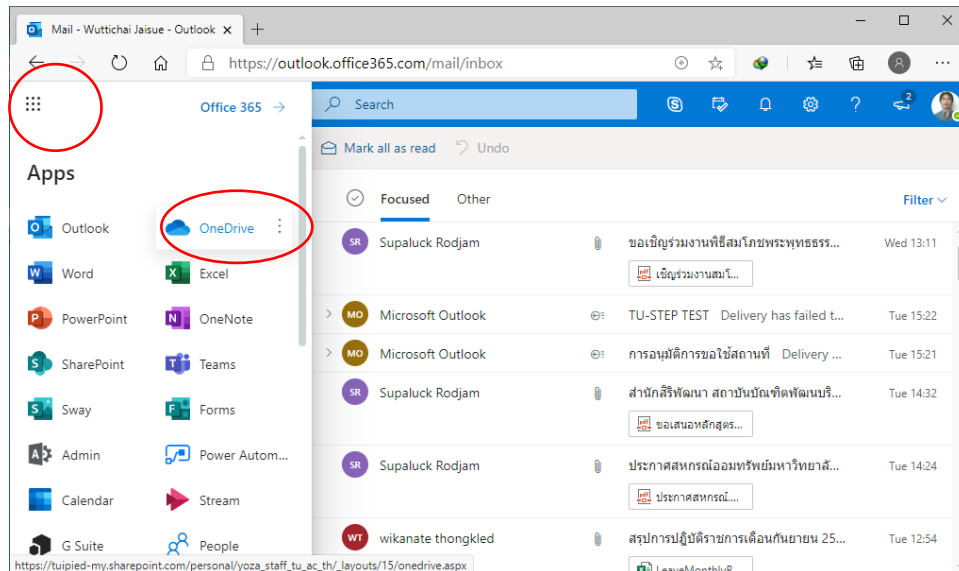 Mail - Wuttichai Jaisue - Outlook
https://outlook.office365.com/mail/inbox
Office 365 →
Search
2
Mark all as read Undo
Apps
Focused Other Filter
Outlook OneDrive
Word Excel
PowerPoint OneNote
SharePoint Teams
Sway Forms
Admin Power Autom...
Calendar Stream
G Suite People
SR Supaluck Rodjam ขอเชิญร่วมงานพิธีสมโภชพระพุทธธรร... Wed 13:11
เชิญร่วมงานสมโ...
MO Microsoft Outlook TU-STEP TEST Delivery has failed t... Tue 15:22
MO Microsoft Outlook การอนุมัติการขอใช้สถานที่ Delivery ... Tue 15:21
SR Supaluck Rodjam สำนักสิริพัฒนา สถาบันบัณฑิตพัฒนบริ... Tue 14:32
ขอเสนอหลักสูตร...
SR Supaluck Rodjam ประกาศสหกรณ์ออมทรัพย์มหาวิทยาลั... Tue 14:24
ประกาศสหกรณ์....
WT wikanate thongkled สรุปการปฏิบัติราชการเดือนกันยายน 25... Tue 12:54
LeaveMonthlyR...
https://tuipied-my.sharepoint.com/personal/yoza_staff_tu_ac_th/_layouts/15/onedrive.aspx